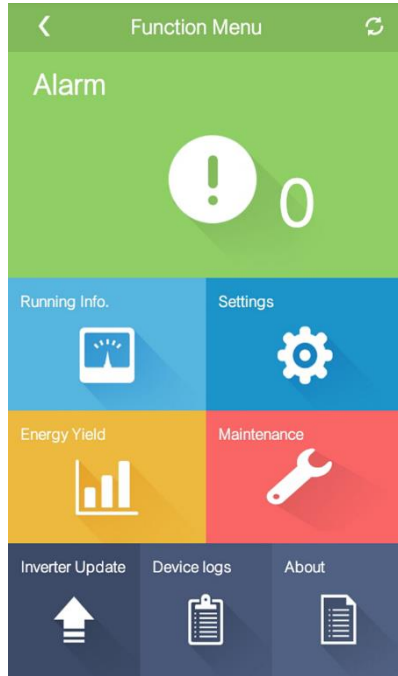 Function Menu
Alarm
0
Running Info.
Settings
Energy Yield
Maintenance
Inverter Update
Device logs
About